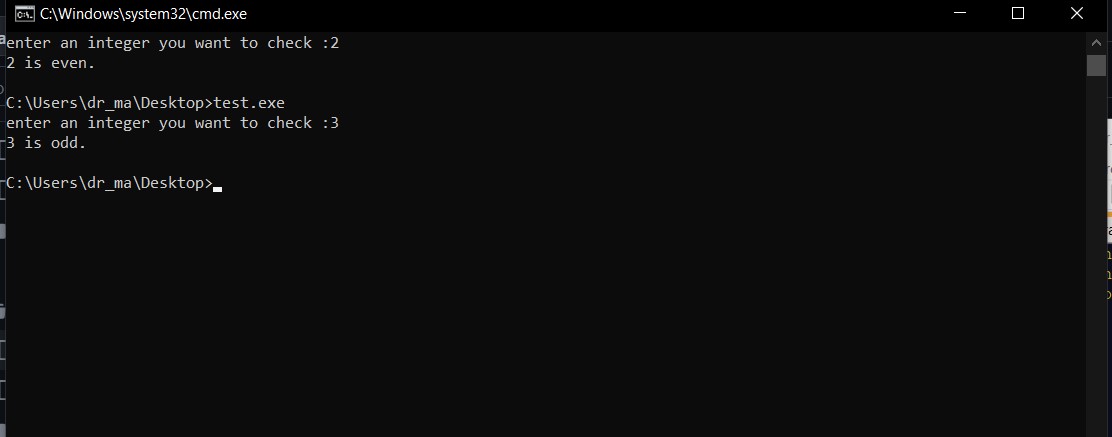 C:\Windows\system32\cmd.exe
enter an integer you want to check :2
2 is even.
C:\Users\dr_ma\Desktop>test.exe
enter an integer you want to check :3
3 is odd.
C:\Users\dr_ma\Desktop>